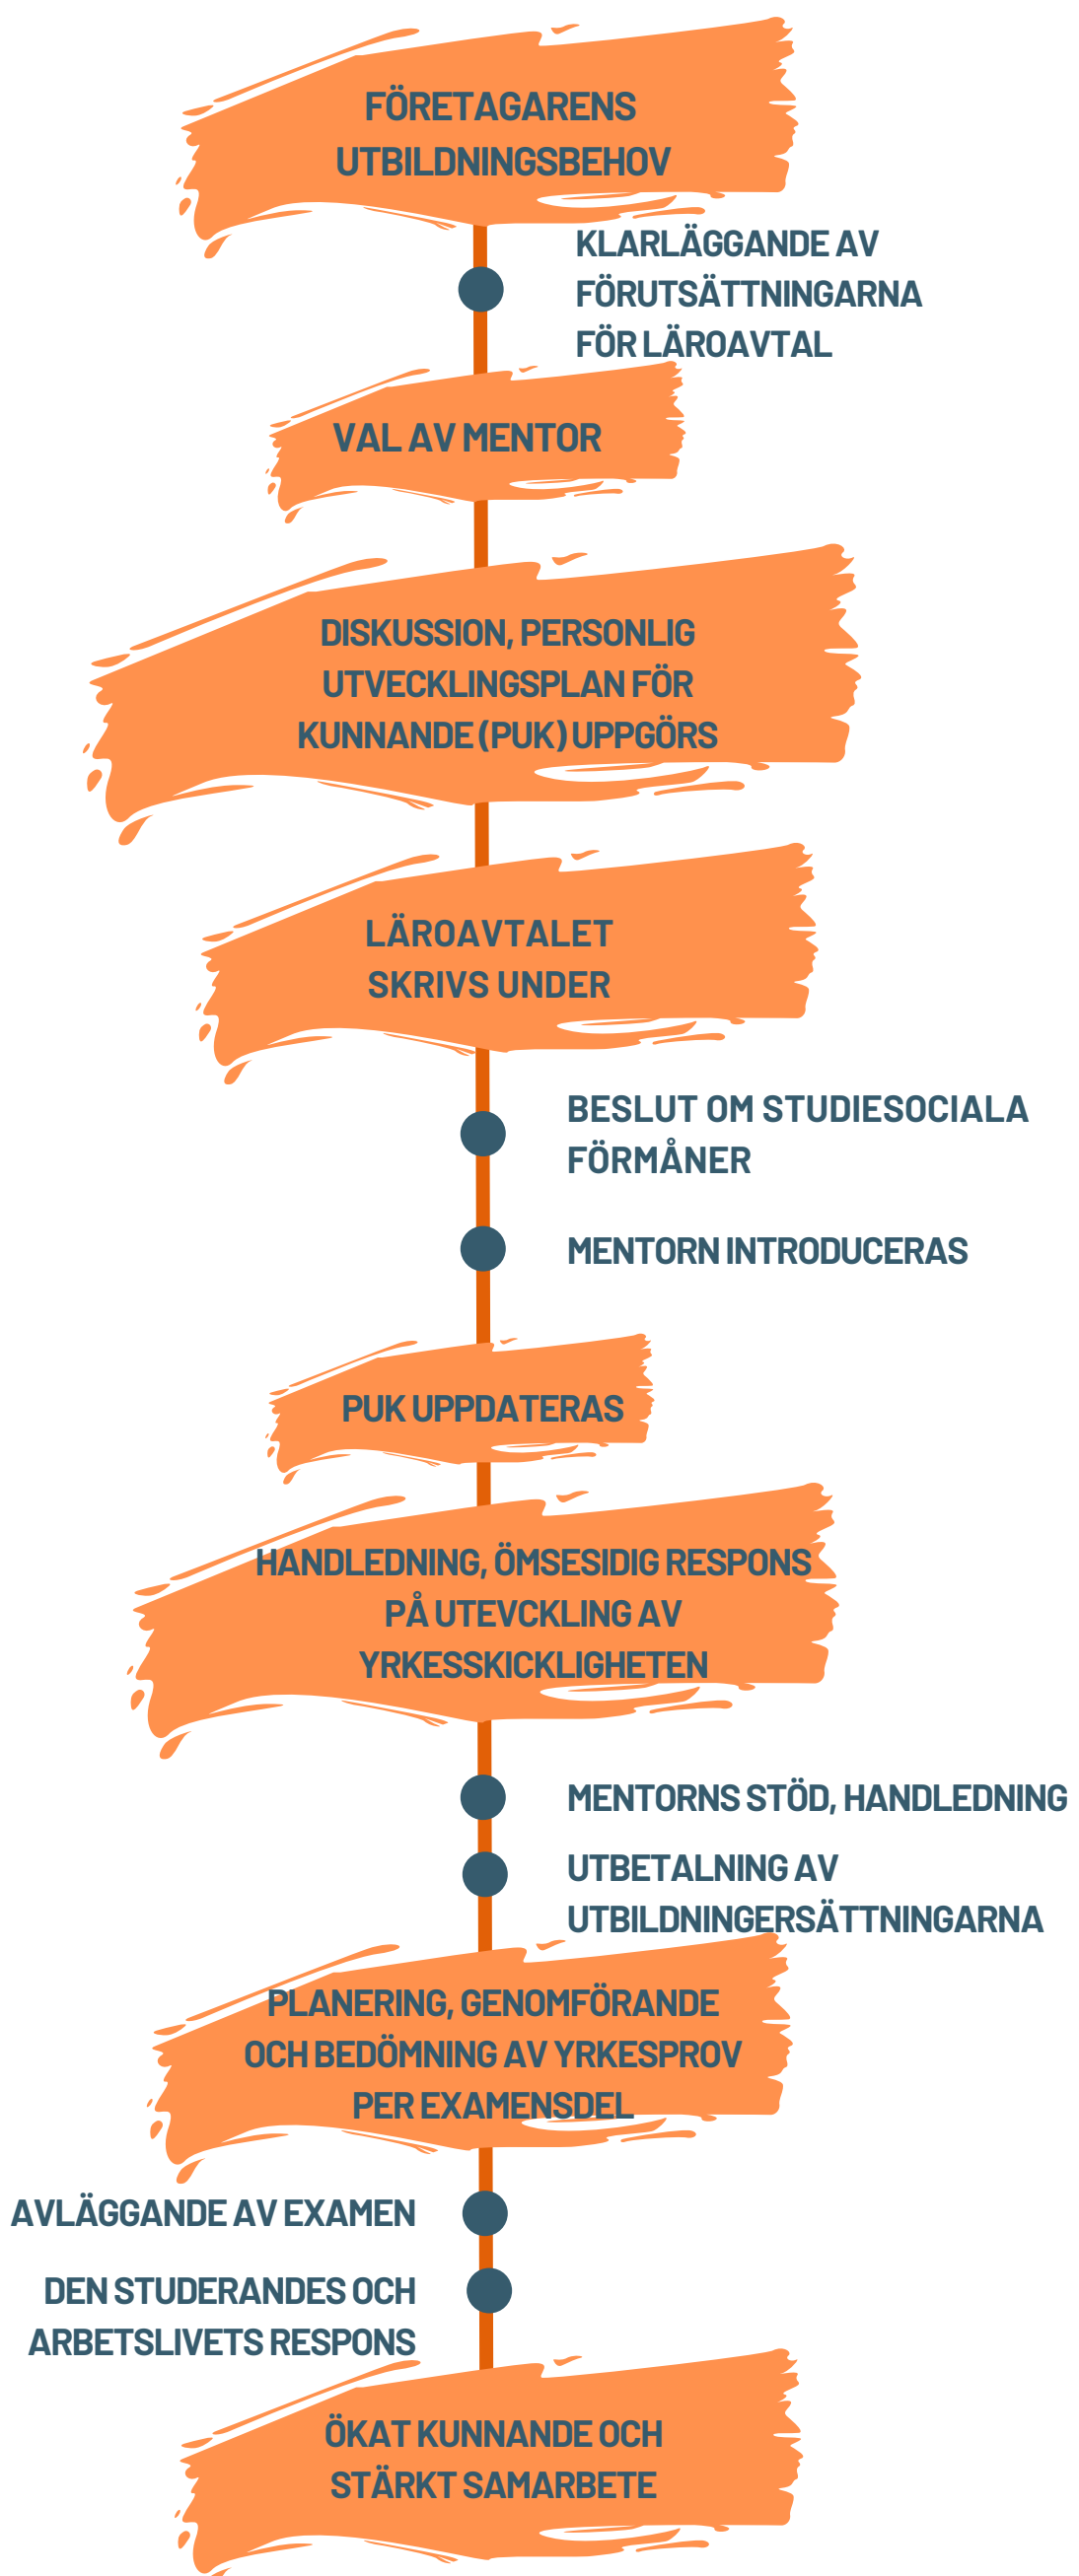 FÖRETAGARENS
UTBILDNINGSBEHOV
KLARLÄGGANDE AV
FÖRUTSÄTTNINGARNA
FÖR LÄROAVTAL
VAL AV MENTOR
DISKUSSION, PERSONLIG
UTVECKLINGSPLAN FÖR
KUNNANDE (PUK) UPPGÖRS
LÄROAVTALET
SKRIVS UNDER
BESLUT OM STUDIESOCIALA
FÖRMÅNER
MENTORN INTRODUCERAS
PUK UPPDATERAS
HANDLEDNING, ÖMSESIDIG RESPONS
PÅ UTEVCKLING AV
YRKESSKICKLIGHETEN
MENTORNS STÖD, HANDLEDNING
UTBETALNING AV
UTBILDNINGERSÄTTNINGARNA
PLANERING, GENOMFÖRANDE
OCH BEDÖMNING AV YRKESPROV
PER EXAMENSDEL
AVLÄGGANDE AV EXAMEN
DEN STUDERANDES OCH
ARBETSLIVETS RESPONS
ÖKAT KUNNANDE OCH
STÄRKT SAMARBETE